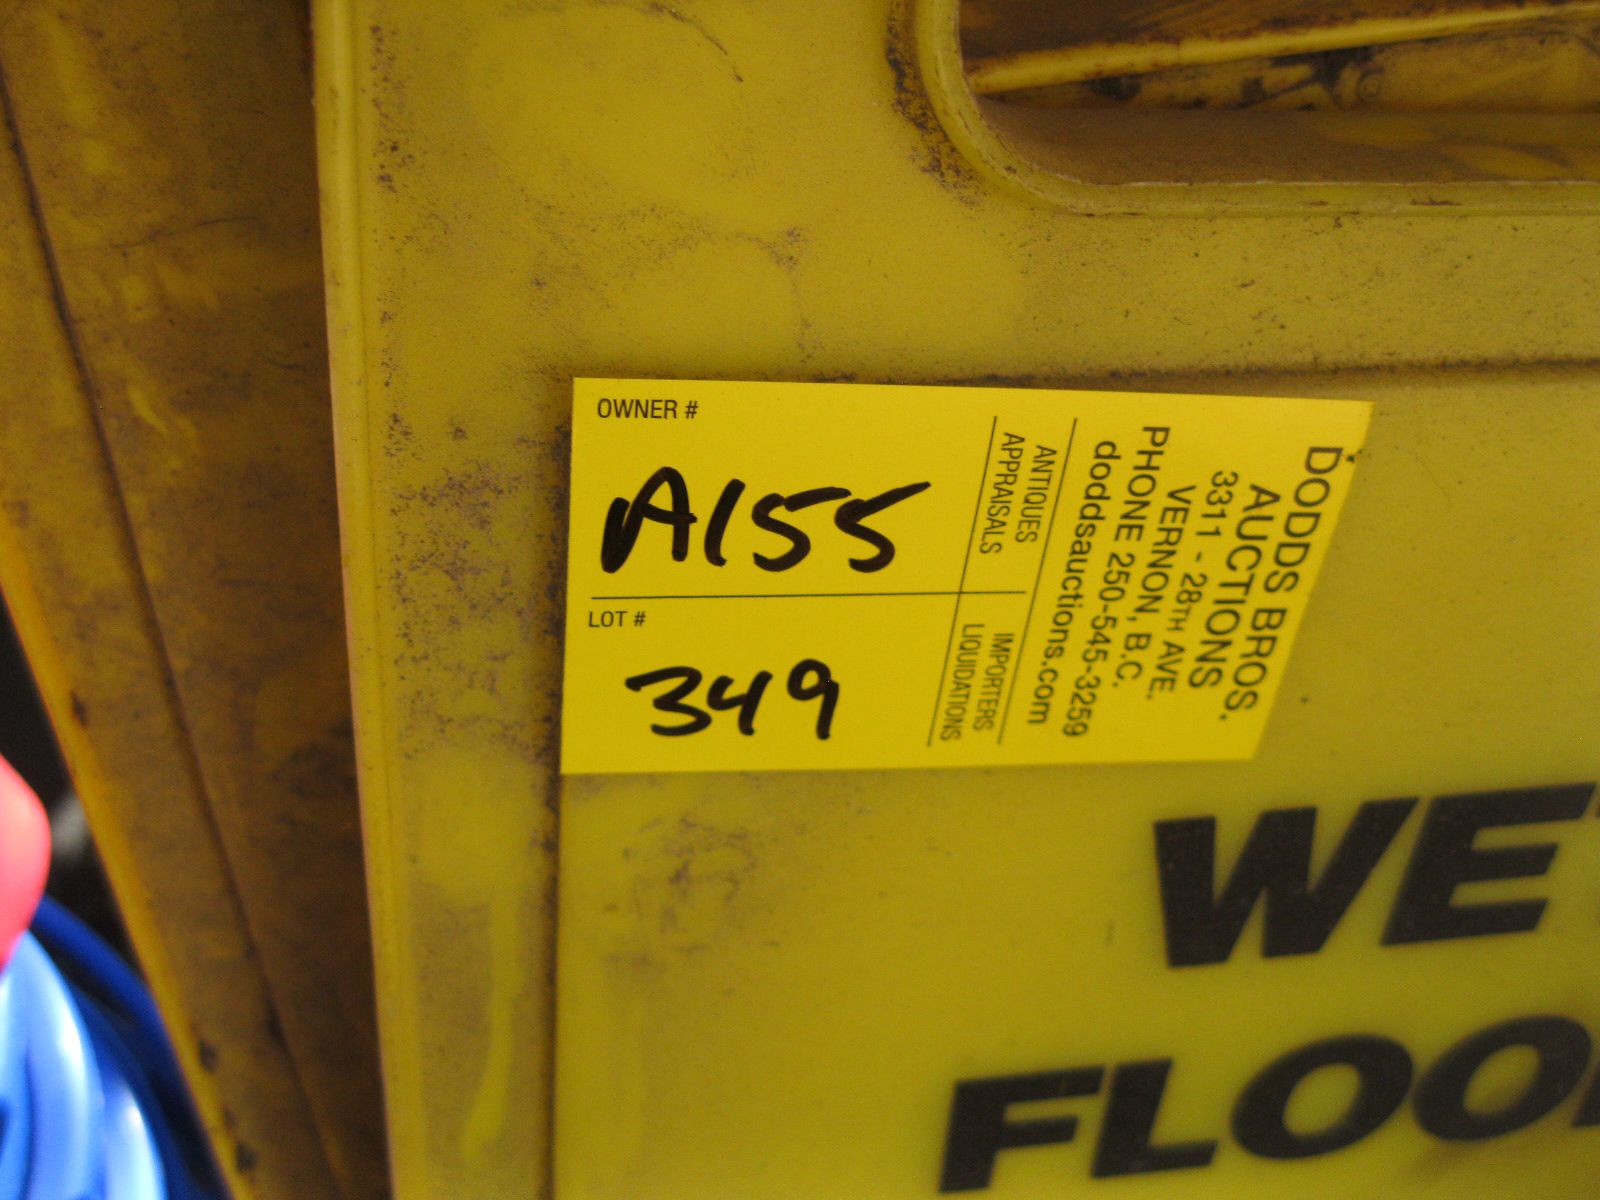 OWNER #
A155
LOT #
349
DODDS BROS.
AUCTIONS
3311 - 28TH AVE.
VERNON, B.C.
PHONE 250-545-3259
doddsauctions.com
ANTIQUES
APPRAISALS
IMPORTERS
LIQUIDATIONS
WET
FLOO